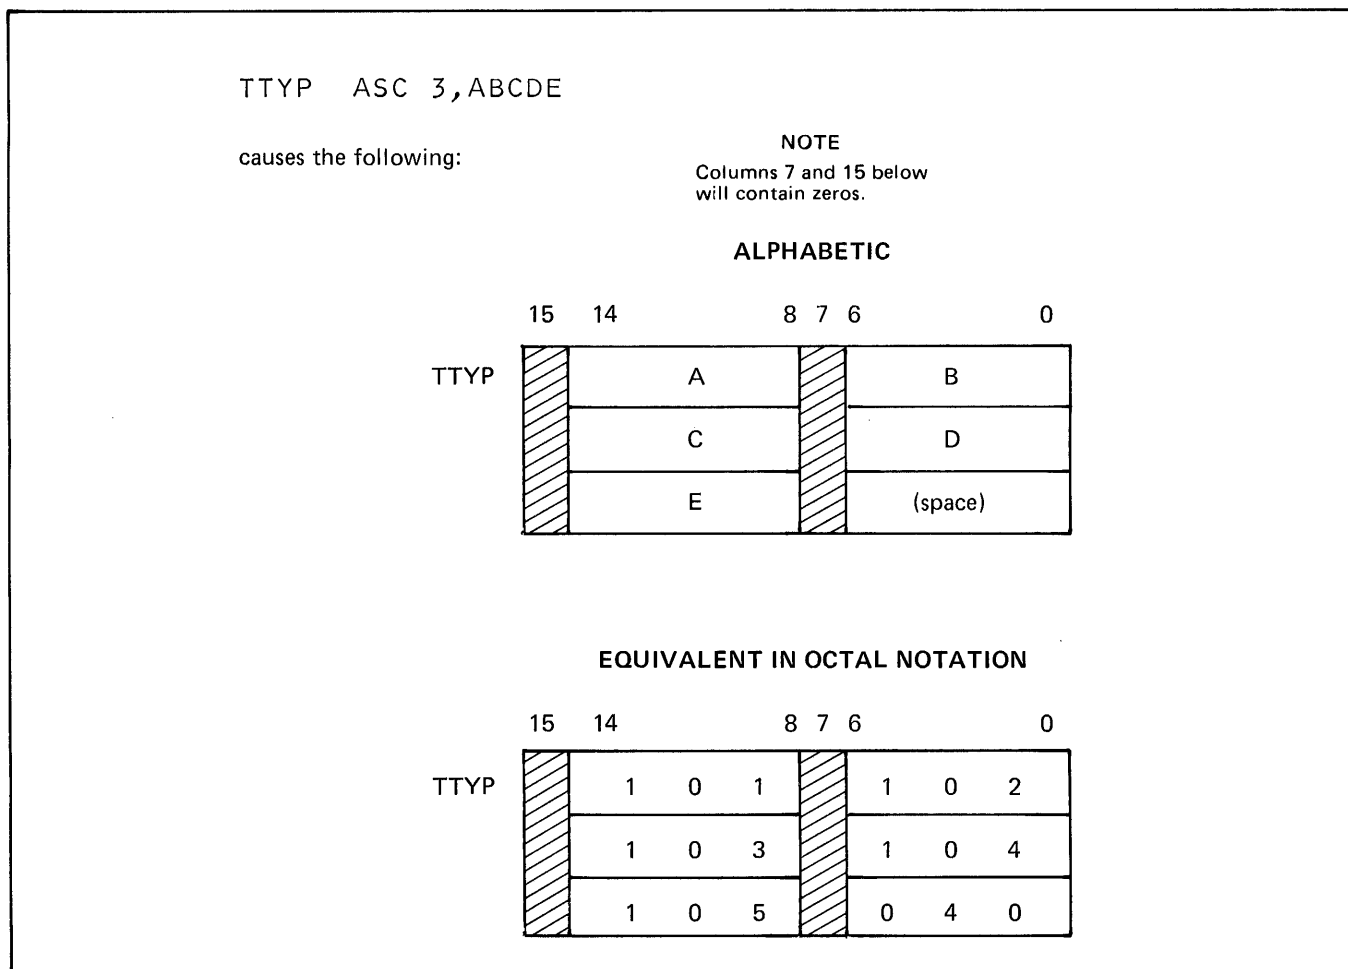 TTYP ASC 3,ABCDE
causes the following:
NOTE
Columns 7 and 15 below
will contain zeros.
ALPHABETIC
15 14 8 7 6 0
TTYP A B
C D
E (space)
EQUIVALENT IN OCTAL NOTATION
15 14 8 7 6 0
TTYP 1 0 1 1 0 2
1 0 3 1 0 4
1 0 5 0 4 0